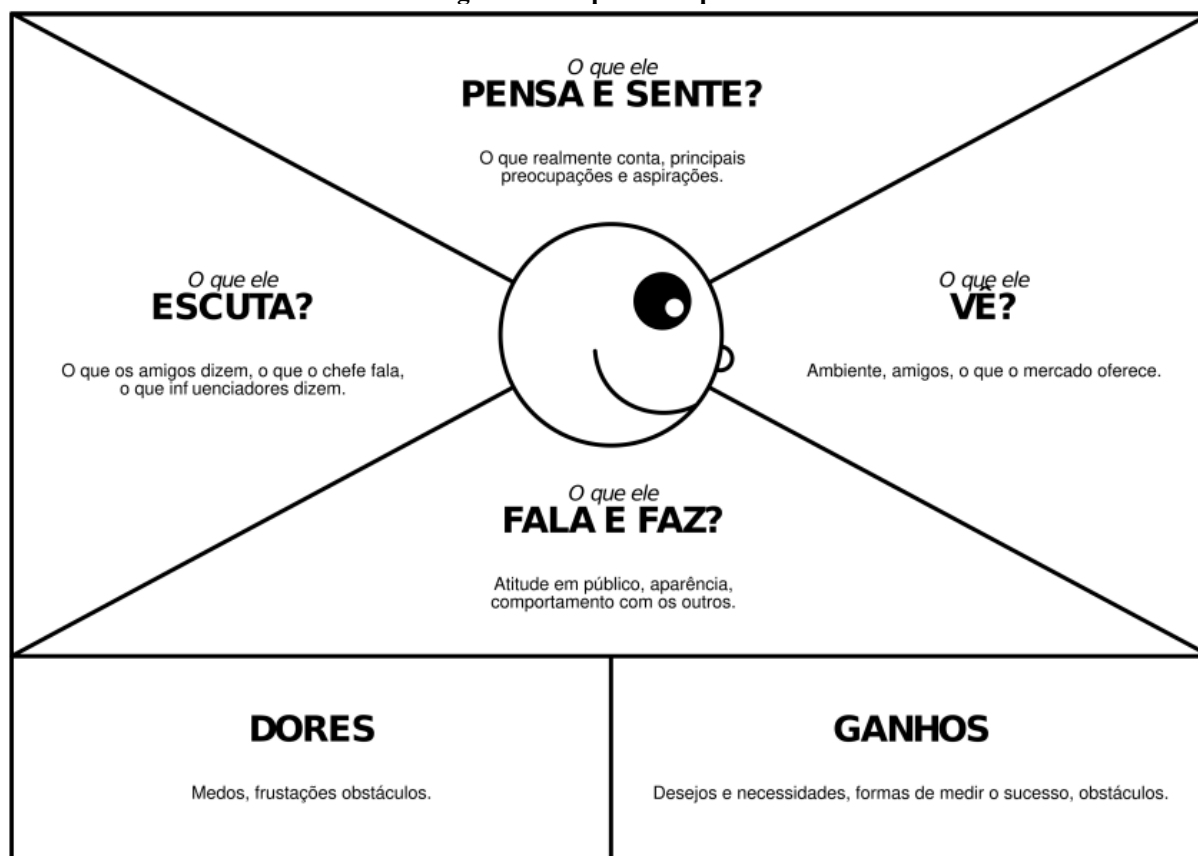 O que ele
PENSA E SENTE?
O que realmente conta, principais
preocupações e aspirações.
O que ele
ESCUTA?
O que os amigos dizem, o que o chefe fala,
o que inf uenciadores dizem.
O que ele
VÊ?
Ambiente, amigos, o que o mercado oferece.
O que ele
FALA E FAZ?
Atitude em público, aparência,
comportamento com os outros.
DORES
Medos, frustações obstáculos.
GANHOS
Desejos e necessidades, formas de medir o sucesso, obstáculos.